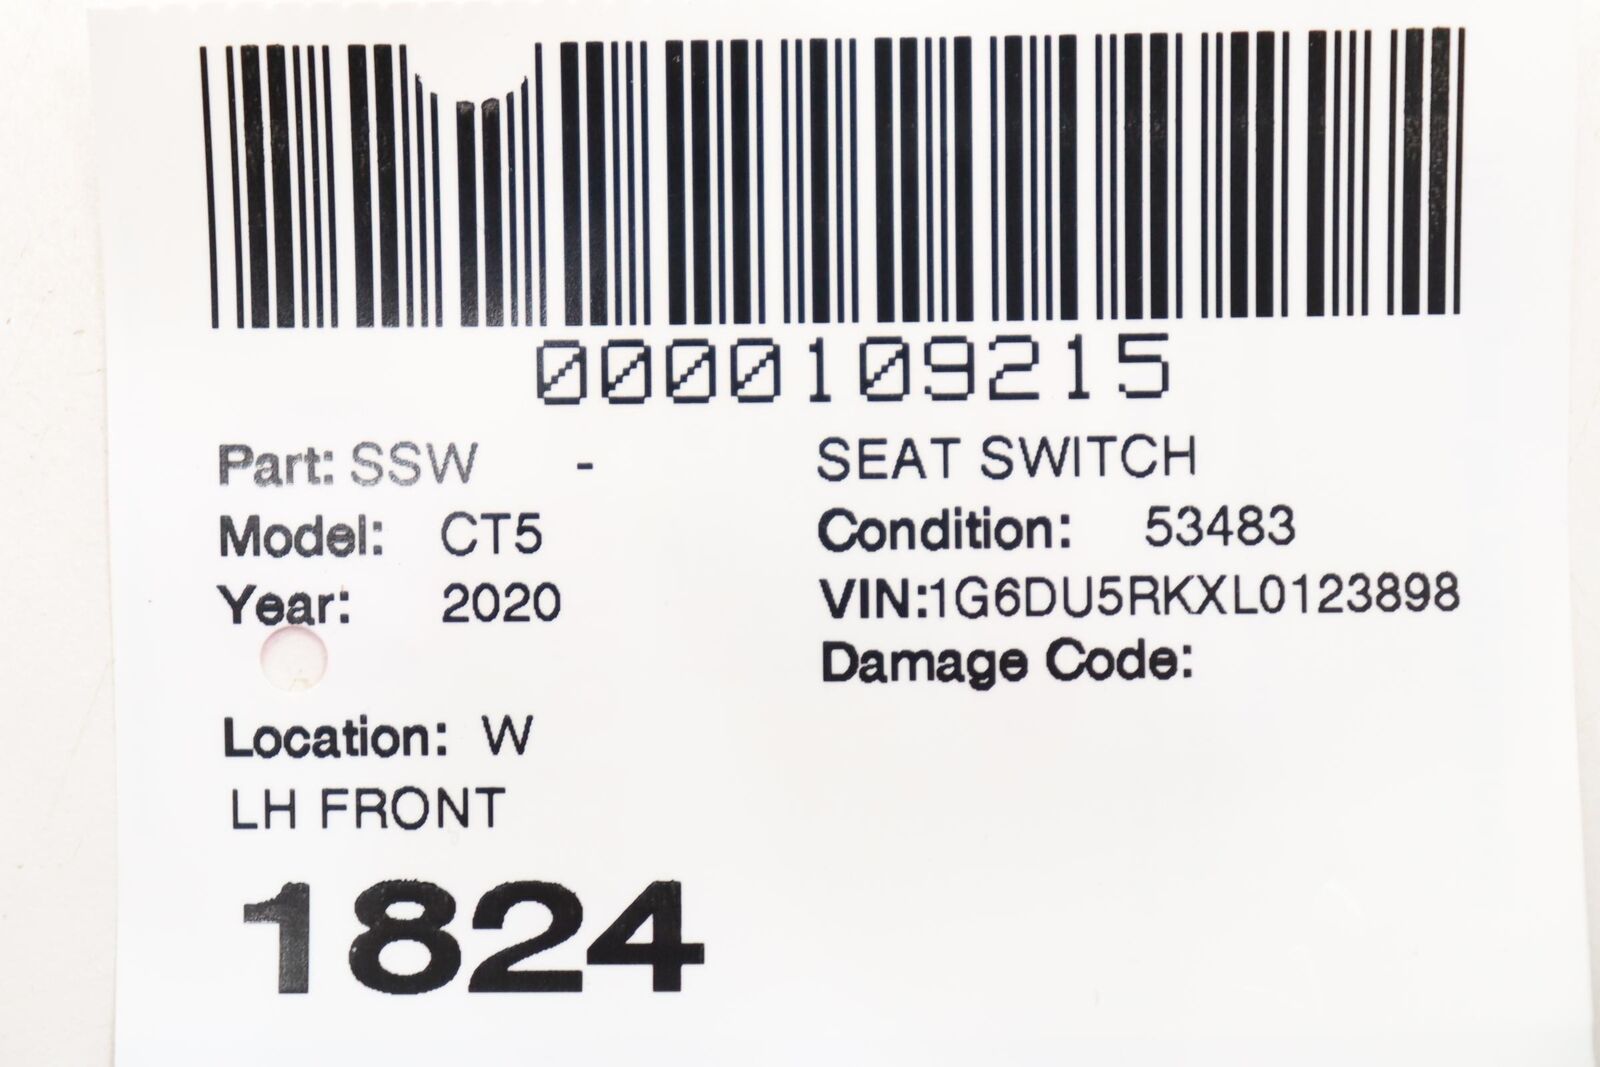 0000109215
Part: SSW - SEAT SWITCH
Model: CT5 Condition: 53483
Year: 2020 VIN:1G6DU5RKXL0123898
Damage Code:
Location: W
LH FRONT
1824